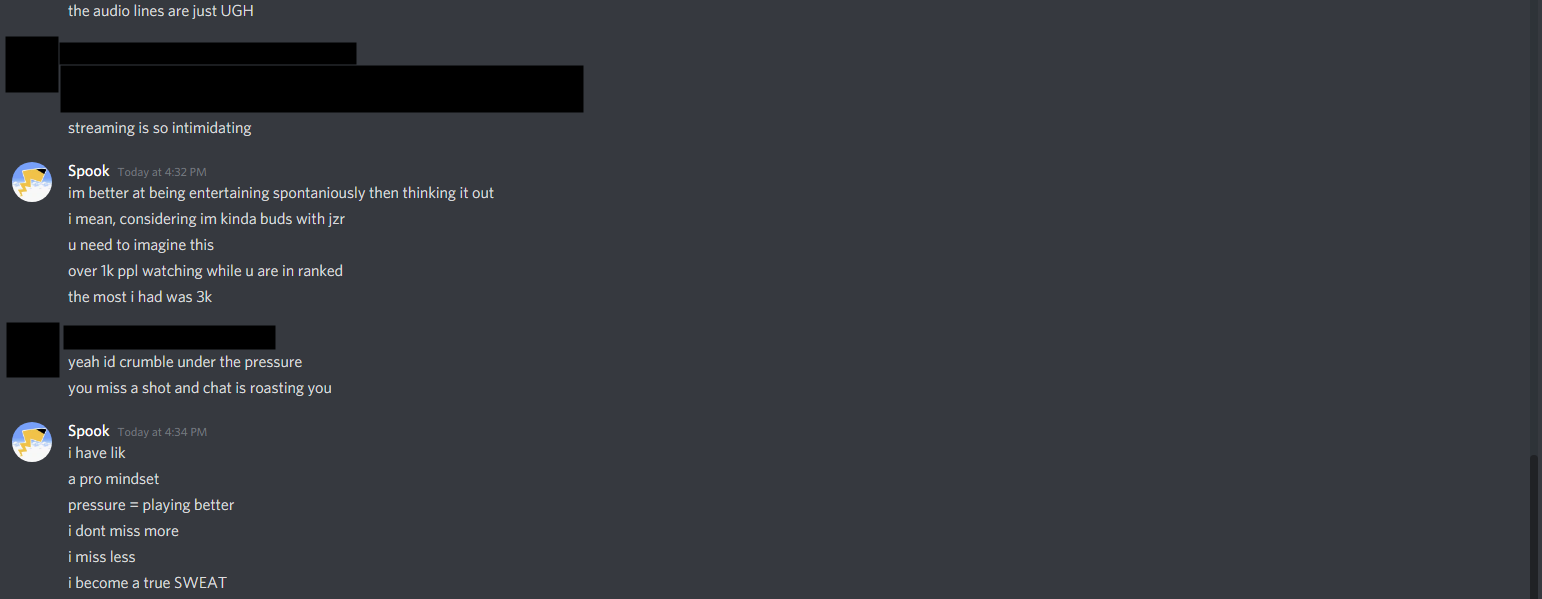 the audio lines are just UGH
streaming is so intimidating
Spook Today at 4:32 PM
im better at being entertaining spontaniously then thinking it out
i mean, considering im kinda buds with jzr
u need to imagine this
over 1k ppl watching while u are in ranked
the most i had was 3k
yeah id crumble under the pressure
you miss a shot and chat is roasting you
Spook Today at 4:34 PM
i have lik
a pro mindset
pressure = playing better
i dont miss more
i miss less
i become a true SWEAT